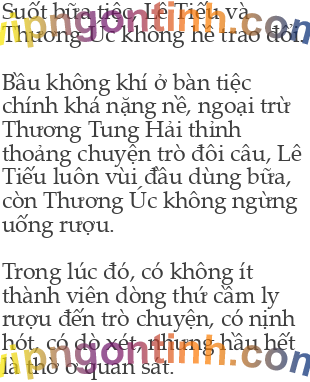 Suốt bữa tiệc, Lê Tiếu và
Thương Úc không hề trao đổi.
Bầu không khí ở bàn tiệc
chính khá nặng nề, ngoại trừ
Thương Tung Hải thỉnh
thoảng chuyện trò đôi câu, Lê
Tiếu luôn vùi đầu dùng bữa,
còn Thương Úc không ngừng
uống rượu.
Trong lúc đó, có không ít
thành viên dòng thứ cầm ly
rượu đến trò chuyện, có nịnh
hót, có dò xét, nhưng hầu hết
là thờ ơ quan sát.
vipngontinh.com
vipngontinh.com